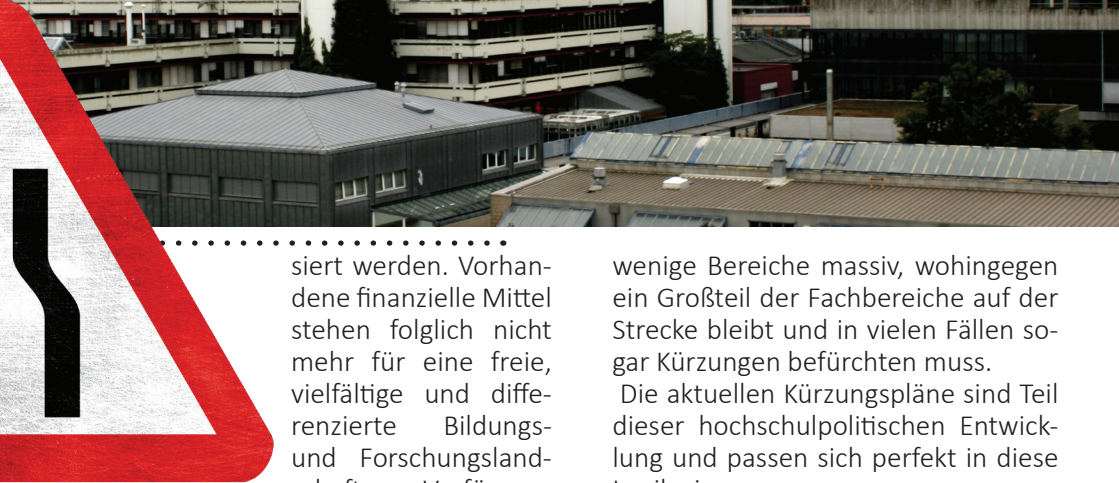 siert werden. Vorhan-
dene finanzielle Mittel
stehen folglich nicht
mehr für eine freie,
vielfältige und diffe-
renzierte Bildungs-
und Forschungsland-
wenige Bereiche massiv, wohingegen
ein Großteil der Fachbereiche auf der
Strecke bleibt und in vielen Fällen so-
gar Kürzungen befürchten muss.
Die aktuellen Kürzungspläne sind Teil
dieser hochschulpolitischen Entwick-
lung und passen sich perfekt in diese